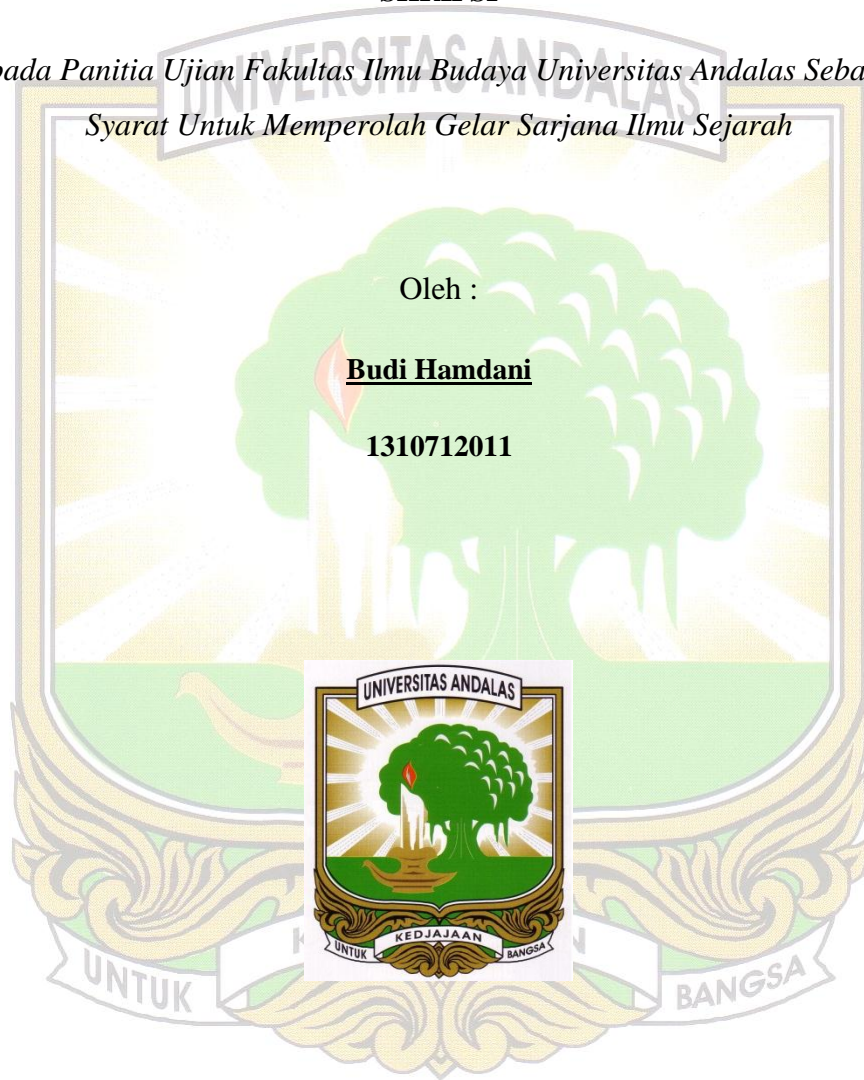 pada Panitia Ujian Fakultas Ilmu Budaya Universitas Andalas Seba
Syarat Untuk Memperolah Gelar Sarjana Ilmu Sejarah
UNIVERSITAS ANDALAS
Oleh :
Budi Hamdani
1310712011
UNIVERSITAS ANDALAS
UNTUK KEDJAJAAN BANGSA
UNTUK BANGSA